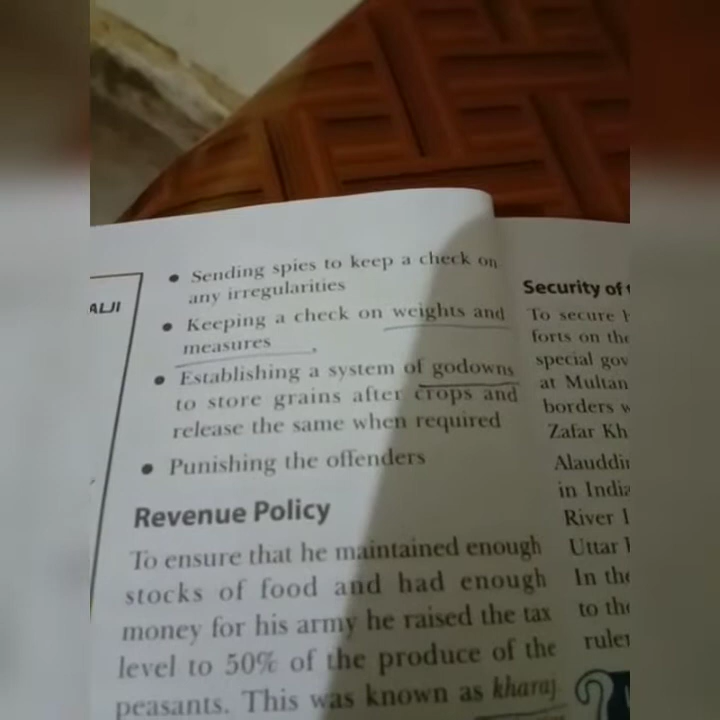 ALJI
• Sending spies to keep a check on
any irregularities
• Keeping a check on weights and
measures
• Establishing a system of godowns
to store grains after crops and
release the same when required
• Punishing the offenders
Revenue Policy
To ensure that he maintained enough
stocks of food and had enough
money for his army he raised the tax
level to 50% of the produce of the
peasants. This was known as kharaj
Security of
To secure
forts on the
special gov
at Multan
borders w
Zafar Kh
Alauddin
in India
River
Uttar
In the
to the
ruler